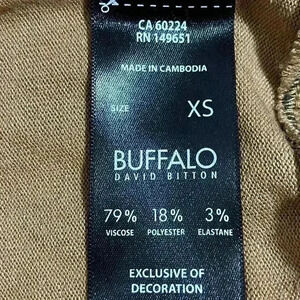 CA 60224
RN 149651
MADE IN CAMBODIA
SIZE XS
BUFFALO
DAVID BITTON
79% 18% 3%
VISCOSE POLYESTER ELASTANE
EXCLUSIVE OF
DECORATION